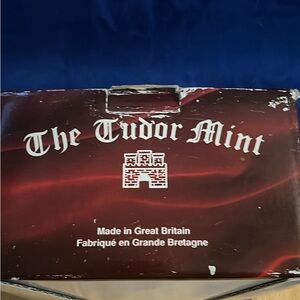 The Tudor Mint
Made in Great Britain
Fabriqué en Grande Bretagne